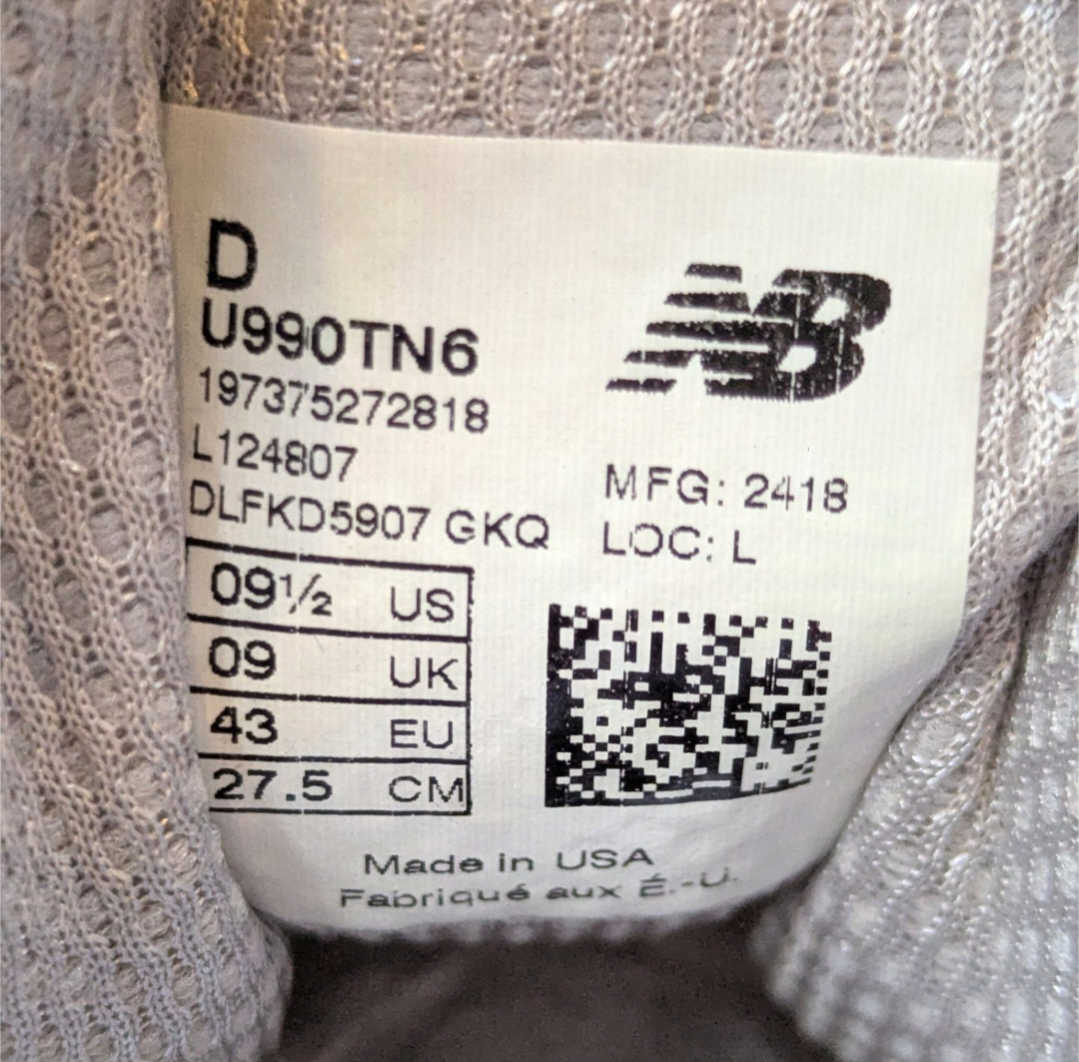 D
U990TN6
197375272818
L124807
DLFKD5907 GKQ
NB
MFG: 2418
LOC: L
09½ US
09 UK
43 EU
27.5 CM
Made in USA
Fabriqué aux É.-U.